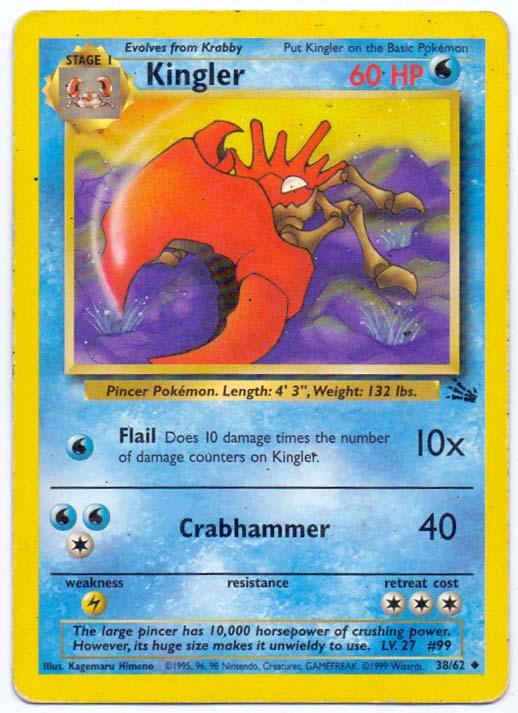 Evolves from Krabby Put Kingler on the Basic Pokémon
STAGE 1
Kingler 60 HP
Pincer Pokémon. Length: 4' 3", Weight: 132 lbs.
Flail Does 10 damage times the number 10x
of damage counters on Kingler.
Crabhammer 40
weakness resistance retreat cost
The large pincer has 10,000 horsepower of crushing power.
However, its huge size makes it unwieldy to use. LV. 27 #99
Illus. Kagemaru Himeno ©1995, 96, 98 Nintendo, Creatures, GAMEFREAK. ©1999 Wizards. 38/62